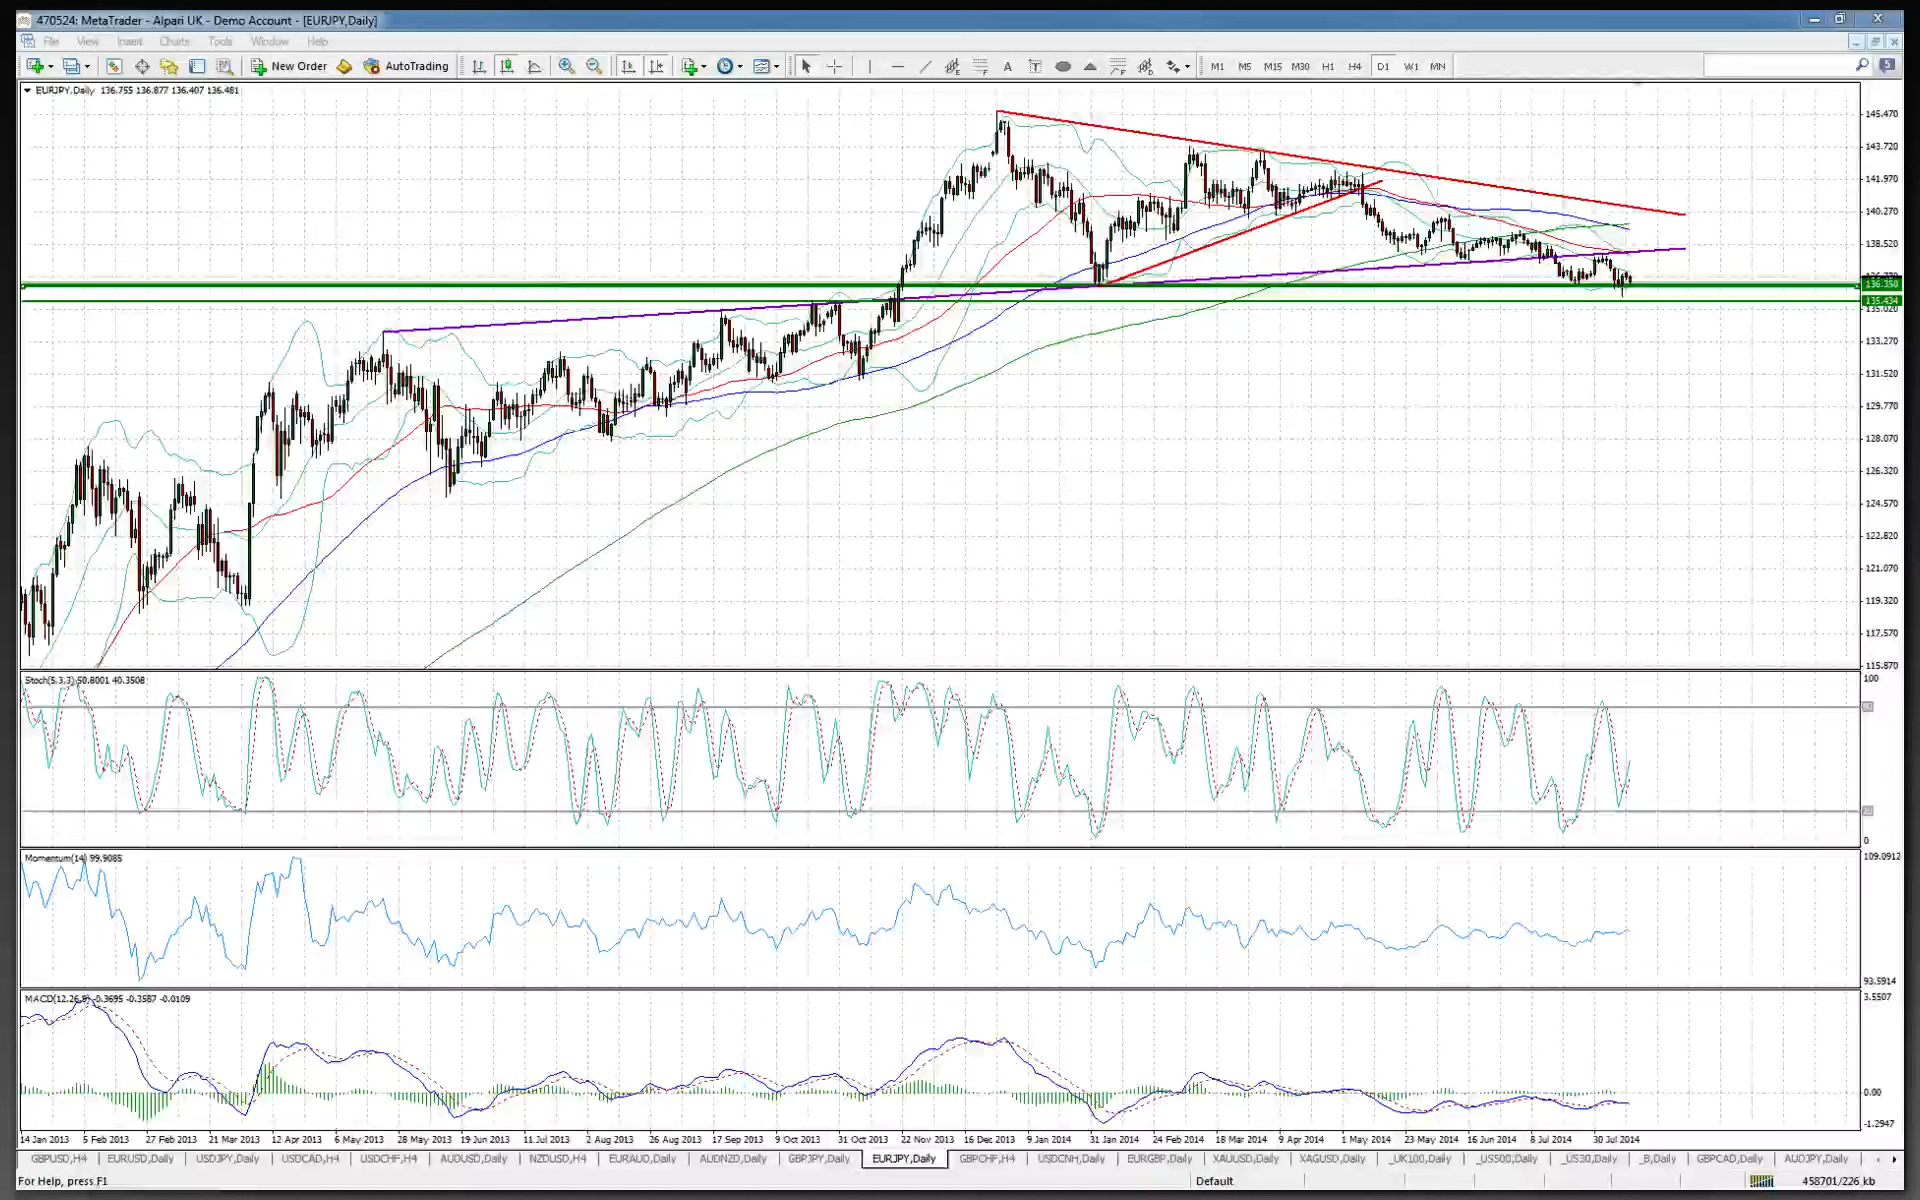 470524: MetaTrader - Alpari UK - Demo Account - [EURJPY,Daily]
File View Insert Charts Tools Window Help
New Order AutoTrading M1 M5 M15 M30 H1 H4 D1 W1 MN 5
EURJPY,Daily 136.755 136.877 136.407 136.481
145.470
143.720
141.970
140.270
138.520
136.350
135.434
135.020
133.270
131.520
129.770
128.070
126.320
124.570
122.820
121.070
119.320
117.570
115.870
Stoch(5,3,3) 50.8001 40.3508
100
80
20
0
Momentum(14) 99.9085
109.0912
93.5914
MACD(12,26,9) -0.3695 -0.3587 -0.0109
3.5507
0.00
-1.2947
14 Jan 2013 5 Feb 2013 27 Feb 2013 21 Mar 2013 12 Apr 2013 6 May 2013 28 May 2013 19 Jun 2013 11 Jul 2013 2 Aug 2013 26 Aug 2013 17 Sep 2013 9 Oct 2013 31 Oct 2013 22 Nov 2013 16 Dec 2013 9 Jan 2014 31 Jan 2014 24 Feb 2014 18 Mar 2014 9 Apr 2014 1 May 2014 23 May 2014 16 Jun 2014 8 Jul 2014 30 Jul 2014
GBPUSD,H4 EURUSD,Daily USDJPY,Daily USDCAD,H4 USDCHF,H4 AUDUSD,Daily NZDUSD,H4 EURAUD,Daily AUDNZD,Daily GBPJPY,Daily EURJPY,Daily GBPCHF,H4 USDCNH,Daily EURGBP,Daily XAUUSD,Daily XAGUSD,Daily _UK100,Daily _US500,Daily _US30,Daily _B,Daily GBPCAD,Daily AUDJPY,Daily
For Help, press F1 Default 458701/226 kb